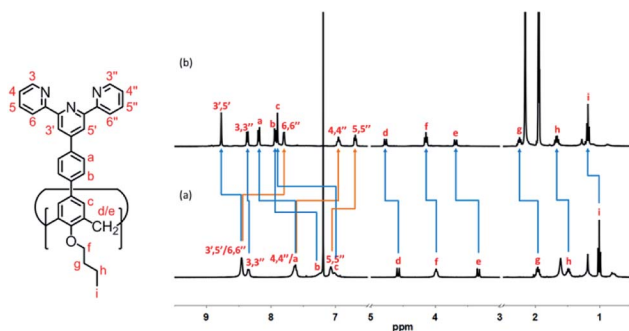 3
3"
4
N
N
4"
5
N
5"
6
6"
3'
5'
a
b
c
d/e
CH2
O
f
g
h
i
(b)
3',5'
3,3"
a
b
c
6,6"
4,4"
5,5"
d
f
e
g
h
i
(a)
3',5'/6,6"
3,3"
4,4"/a
b
5,5"
c
d
f
e
g
h
i
9
8
7
6
5
4
3
2
1
ppm